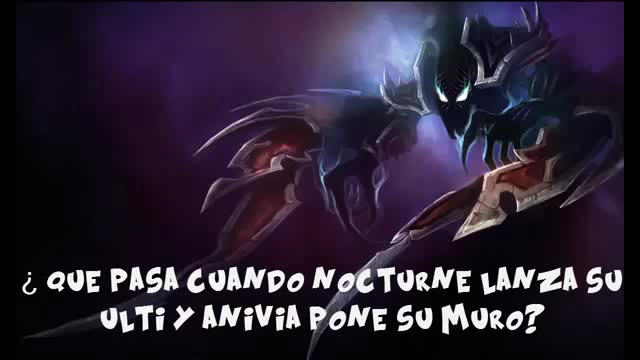 ¿ QUE PASA CUANDO NOCTURNE LANZA SU
ULTI Y ANIVIA PONE SU MURO?